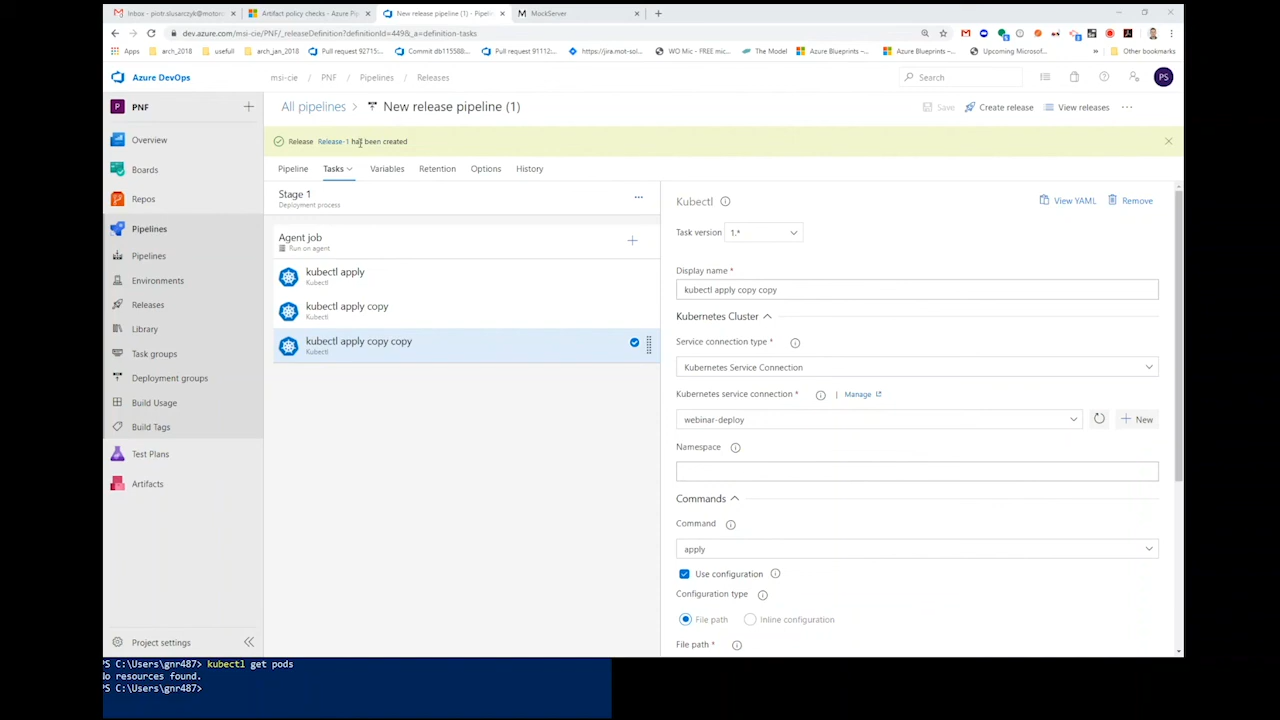 Inbox - piotr.slusarczyk@motoro
Artifact policy checks - Azure Pip
New release pipeline (1) - Pipelin
MockServer
dev.azure.com/msi-cie/PNF/_releaseDefinition?definitionId=449&_a=definition-tasks
Apps
arch_2018
usefull
arch_jan_2018
Pull request 92715:...
Commit db115588:...
Pull request 91112:...
https://jira.mot-sol...
WO Mic - FREE mic...
The Model
Azure Blueprints –...
Azure Blueprints –...
Upcoming Microsof...
»
Other bookmarks
Azure DevOps
msi-cie / PNF / Pipelines / Releases
Search
PS
P PNF
All pipelines > New release pipeline (1)
Save
Create release
View releases
Release Release-1 has been created
Overview
Boards
Repos
Pipelines
Pipelines
Environments
Releases
Library
Task groups
Deployment groups
Build Usage
Build Tags
Test Plans
Artifacts
Project settings
Pipeline
Tasks
Variables
Retention
Options
History
Stage 1
Deployment process
Agent job
Run on agent
kubectl apply
Kubectl
kubectl apply copy
Kubectl
kubectl apply copy copy
Kubectl
Kubectl
View YAML
Remove
Task version 1.*
Display name *
kubectl apply copy copy
Kubernetes Cluster
Service connection type *
Kubernetes Service Connection
Kubernetes service connection * | Manage
webinar-deploy
New
Namespace
Commands
Command
apply
Use configuration
Configuration type
File path
Inline configuration
File path *
PS C:\Users\gnr487> kubectl get pods
No resources found.
PS C:\Users\gnr487>